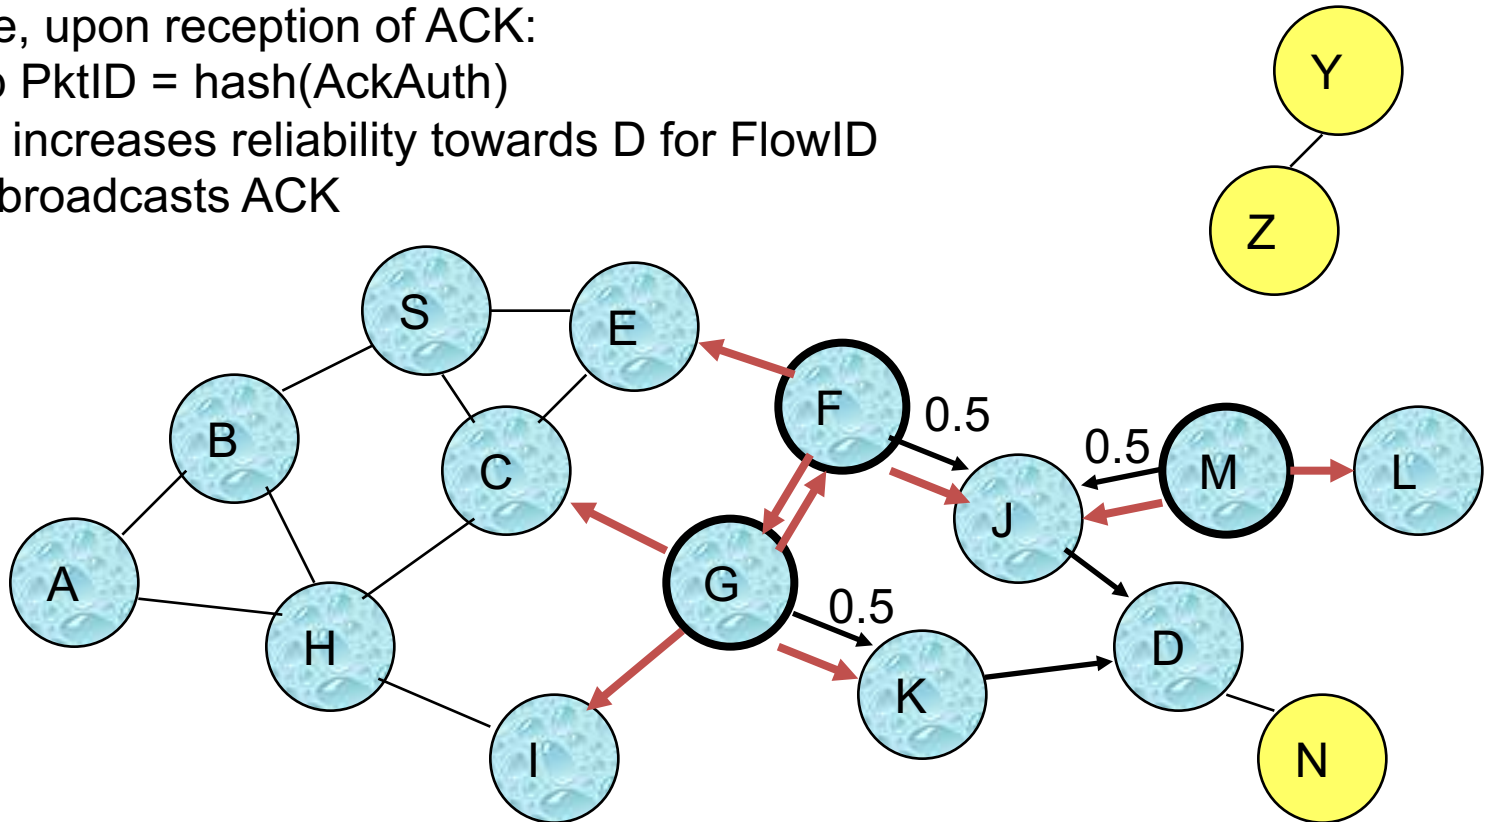 e, upon reception of ACK:
o PktID = hash(AckAuth)
increases reliability towards D for FlowID
broadcasts ACK
Y
Z
S
E
F
0.5
B
C
0.5
M
L
J
A
G
0.5
H
D
K
I
N